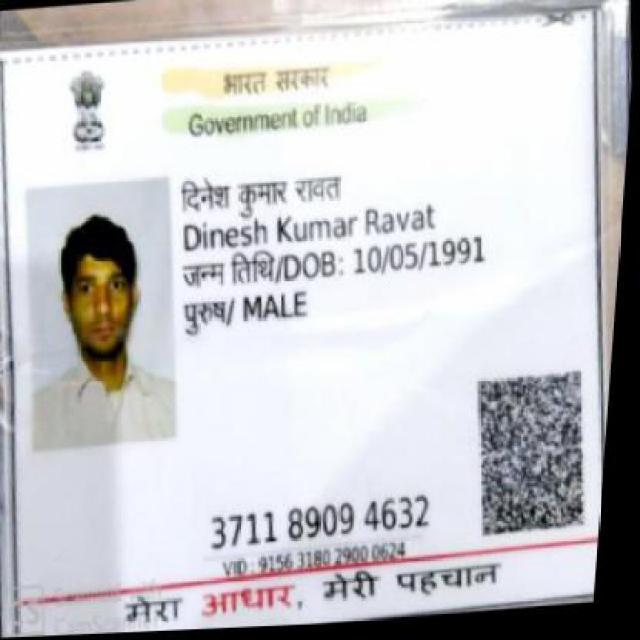 भारत सरकार
Government of India
दिनेश कुमार रावत
Dinesh Kumar Ravat
जन्म तिथि/DOB: 10/05/1991
पुरुष/ MALE
3711 8909 4632
VID : 9156 3180 2900 0624
मेरा आधार, मेरी पहचान